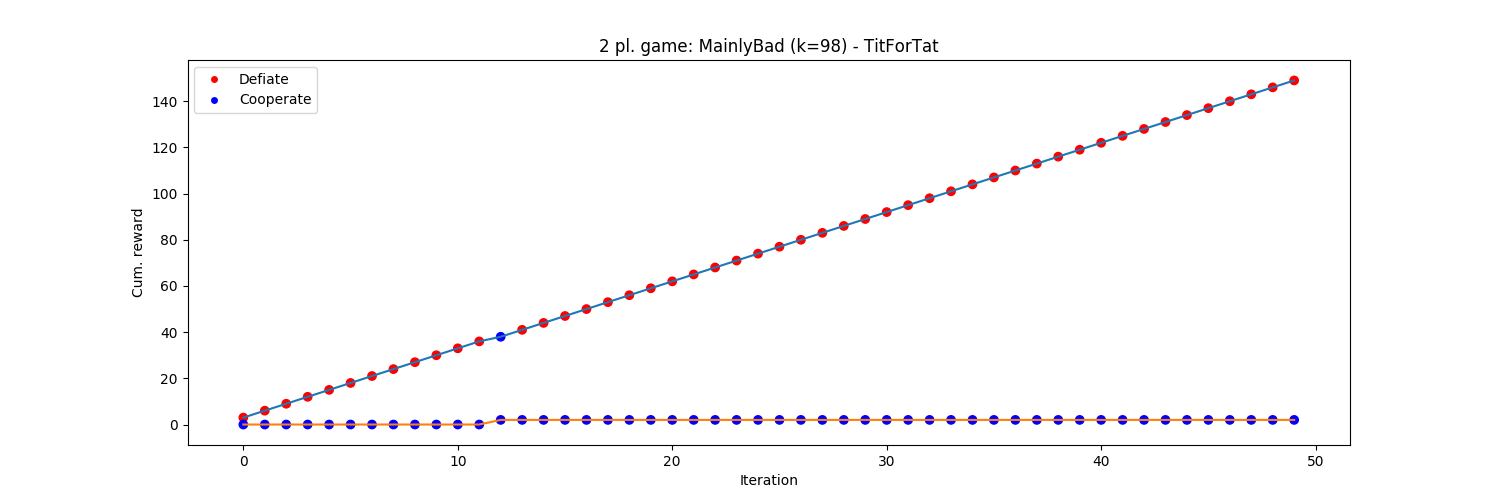 2 pl. game: MainlyBad (k=98) - TitForTat
Defiate
Cooperate
140
120
100
80
60
40
20
0
Cum. reward
0 10 20 30 40 50
Iteration